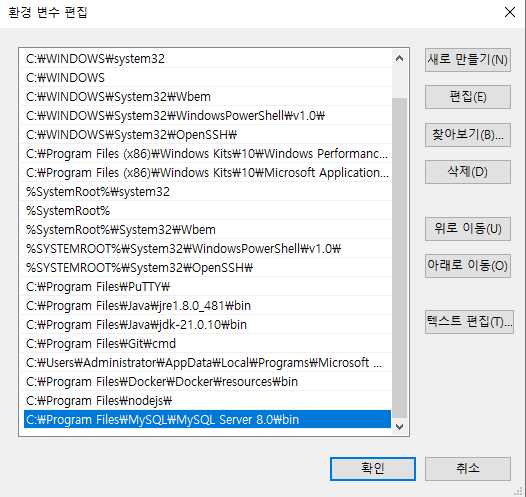 환경 변수 편집
C:₩WINDOWS₩system32
C:₩WINDOWS
C:₩WINDOWS₩System32₩Wbem
C:₩WINDOWS₩System32₩WindowsPowerShell₩v1.0₩
C:₩WINDOWS₩System32₩OpenSSH₩
C:₩Program Files (x86)₩Windows Kits₩10₩Windows Performanc...
C:₩Program Files (x86)₩Windows Kits₩10₩Microsoft Application...
%SystemRoot%₩system32
%SystemRoot%
%SystemRoot%₩System32₩Wbem
%SYSTEMROOT%₩System32₩WindowsPowerShell₩v1.0₩
%SYSTEMROOT%₩System32₩OpenSSH₩
C:₩Program Files₩PuTTY₩
C:₩Program Files₩Java₩jre1.8.0_481₩bin
C:₩Program Files₩Java₩jdk-21.0.10₩bin
C:₩Program Files₩Git₩cmd
C:₩Users₩Administrator₩AppData₩Local₩Programs₩Microsoft ...
C:₩Program Files₩Docker₩Docker₩resources₩bin
C:₩Program Files₩nodejs₩
C:₩Program Files₩MySQL₩MySQL Server 8.0₩bin
새로 만들기(N)
편집(E)
찾아보기(B)...
삭제(D)
위로 이동(U)
아래로 이동(O)
텍스트 편집(T)...
확인
취소